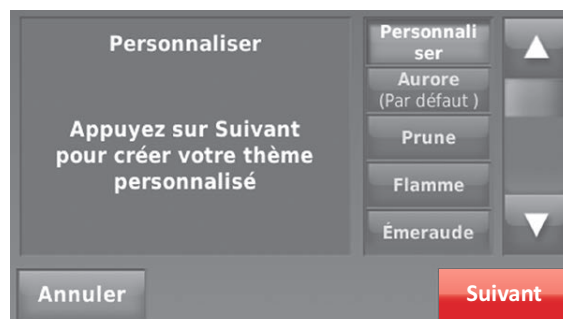 Personnaliser
Appuyez sur Suivant
pour créer votre thème
personnalisé
Personnali
ser
Aurore
(Par défaut )
Prune
Flamme
Émeraude
Annuler
Suivant